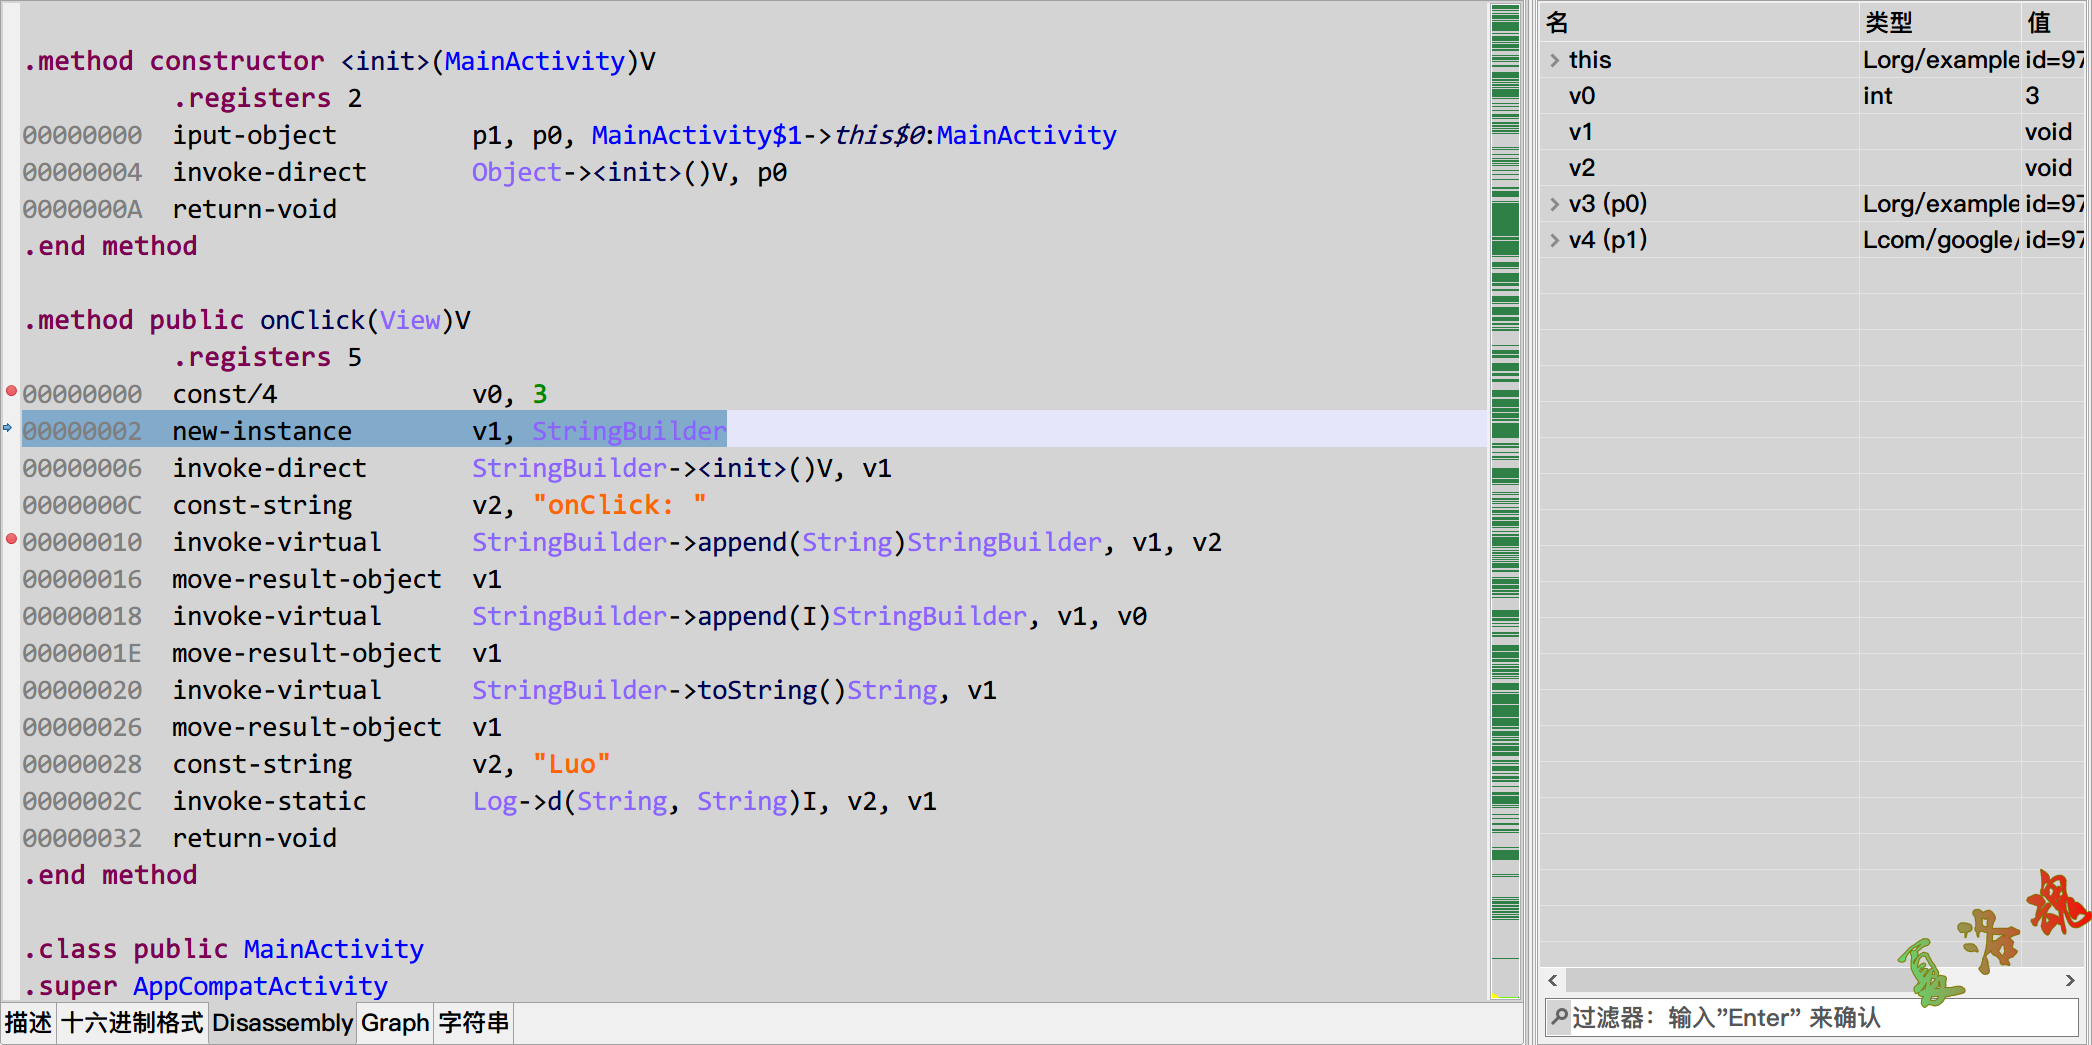 .method constructor <init>(MainActivity)V
.registers 2
00000000 iput-object p1, p0, MainActivity$1->this$0:MainActivity
00000004 invoke-direct Object-><init>()V, p0
0000000A return-void
.end method
.method public onClick(View)V
.registers 5
00000000 const/4 v0, 3
00000002 new-instance v1, StringBuilder
00000006 invoke-direct StringBuilder-><init>()V, v1
0000000C const-string v2, "onClick: "
00000010 invoke-virtual StringBuilder->append(String)StringBuilder, v1, v2
00000016 move-result-object v1
00000018 invoke-virtual StringBuilder->append(I)StringBuilder, v1, v0
0000001E move-result-object v1
00000020 invoke-virtual StringBuilder->toString()String, v1
00000026 move-result-object v1
00000028 const-string v2, "Luo"
0000002C invoke-static Log->d(String, String)I, v2, v1
00000032 return-void
.end method
.class public MainActivity
.super AppCompatActivity
描述 十六进制格式 Disassembly Graph 字符串
名 类型 值
this Lorg/example id=97
v0 int 3
v1 void
v2 void
v3 (p0) Lorg/example id=97
v4 (p1) Lcom/google/ id=97
过滤器：输入”Enter” 来确认